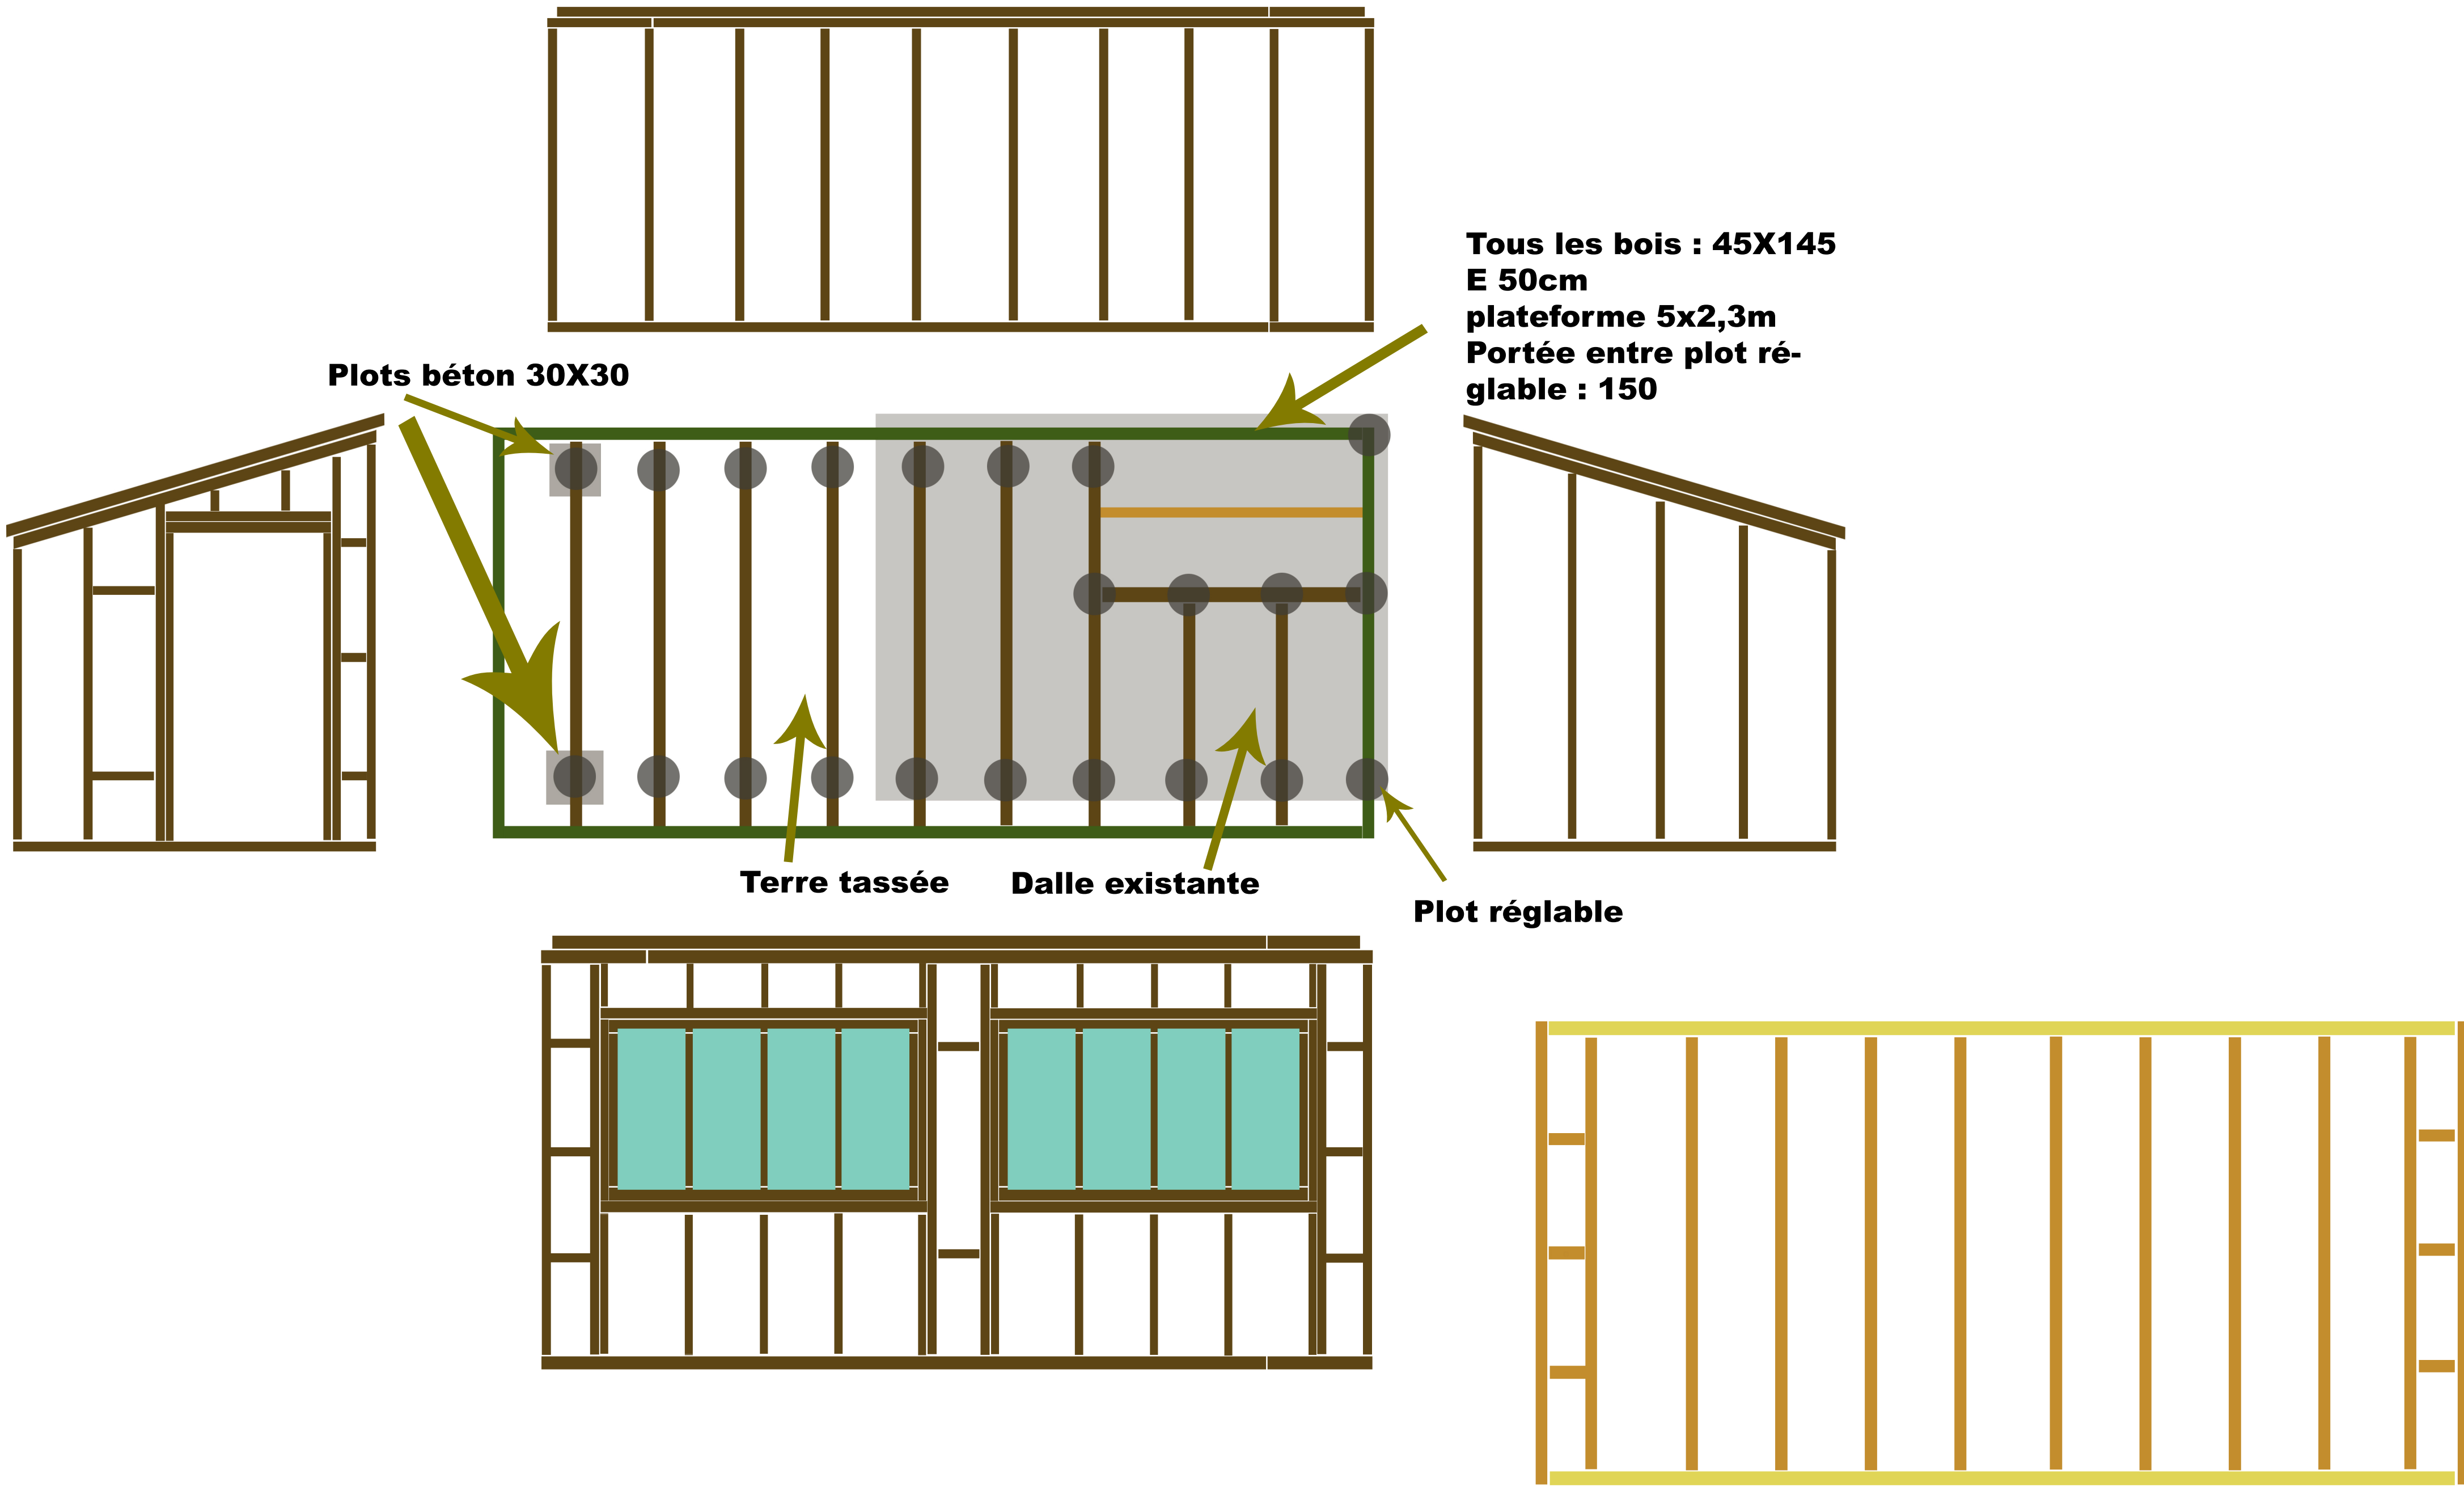 Tous les bois : 45X145
E 50cm
plateforme 5x2,3m
Portée entre plot ré-
glable : 150
Plots béton 30X30
Terre tassée
Dalle existante
Plot réglable